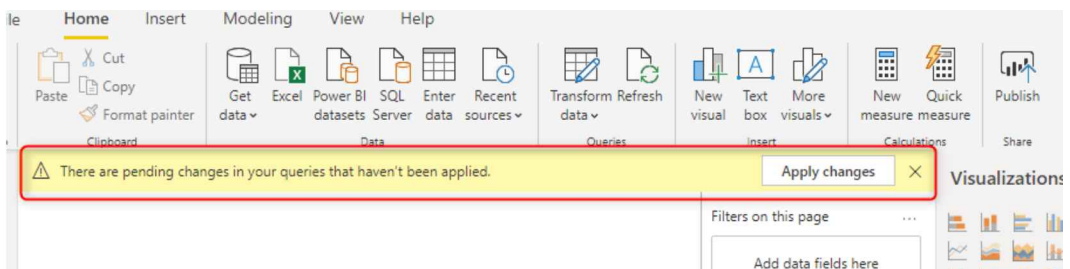 Home Insert Modeling View Help
Paste
Cut
Copy
Format painter
Clipboard
Get data
Excel
Power BI datasets
SQL Server
Enter data
Recent sources
Data
Transform data
Refresh
Queries
New visual
Text box
More visuals
Insert
New measure
Quick measure
Calculations
Publish
Share
There are pending changes in your queries that haven't been applied.
Apply changes
Visualizations
Filters on this page
...
Add data fields here